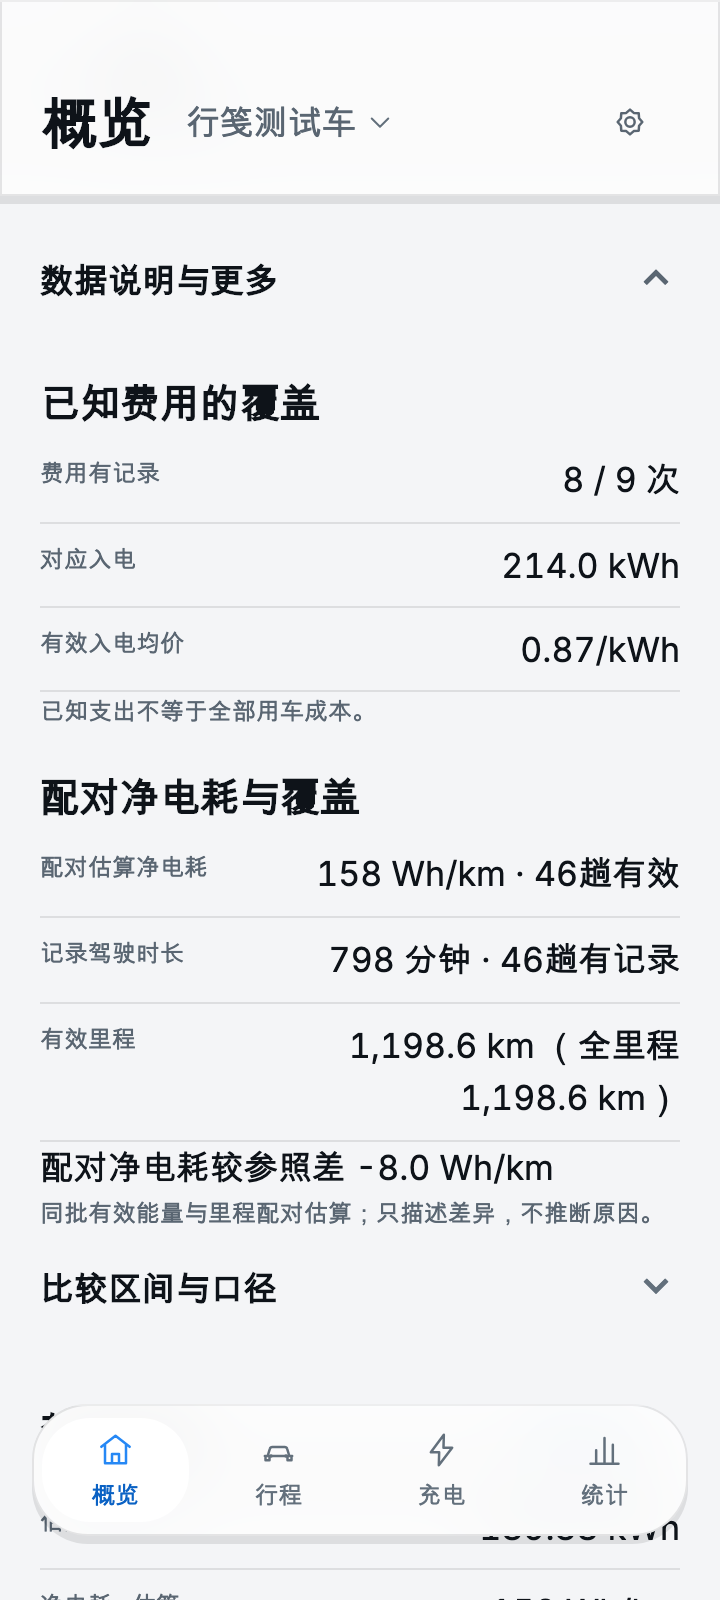 概览 行笺测试车
数据说明与更多
已知费用的覆盖
费用有记录 8 / 9 次
对应入电 214.0 kWh
有效入电均价 0.87/kWh
已知支出不等于全部用车成本。
配对净电耗与覆盖
配对估算净电耗 158 Wh/km · 46趟有效
记录驾驶时长 798 分钟 · 46趟有记录
有效里程 1,198.6 km（全里程
1,198.6 km）
配对净电耗较参照差 -8.0 Wh/km
同批有效能量与里程配对估算；只描述差异，不推断原因。
比较区间与口径
概览 行程 充电 统计